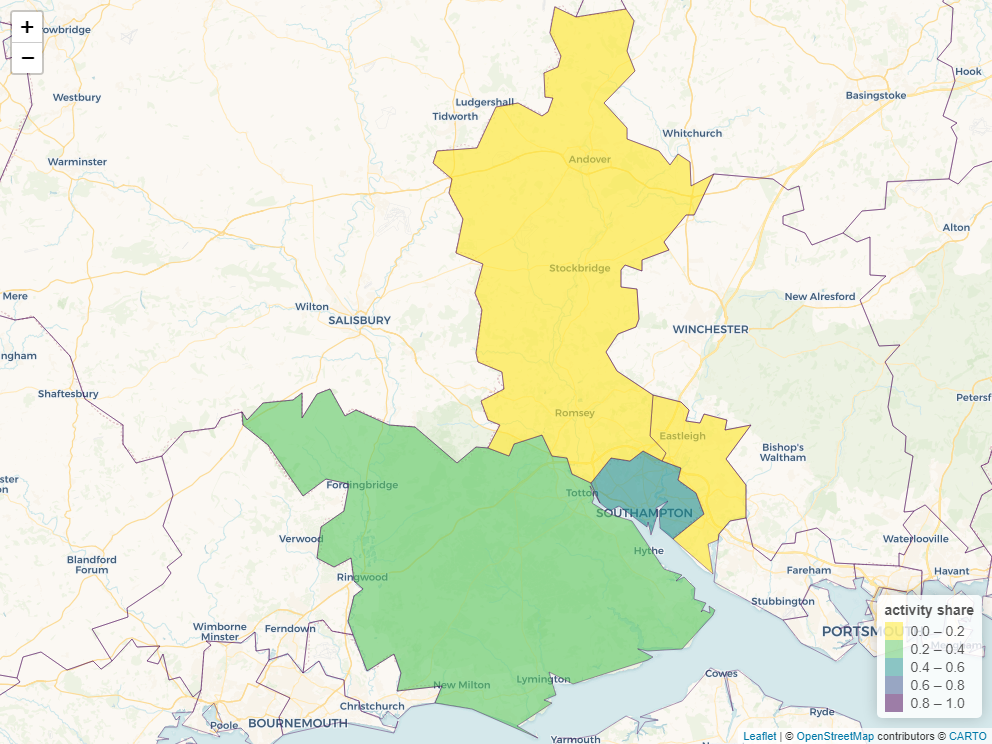 +
−
owbridge
Westbury
Warminster
Ludgershall
Tidworth
Hook
Basingstoke
Whitchurch
Andover
Alton
Stockbridge
Mere
Wilton
SALISBURY
New Alresford
WINCHESTER
ngham
Shaftesbury
Petersf
Romsey
Eastleigh
Bishop's
Waltham
ster
on
Fordingbridge
Totton
SOUTHAMPTON
Verwood
Hythe
Waterlooville
Blandford
Forum
Ringwood
Fareham
Havant
Stubbington
Wimborne
Minster
Ferndown
PORTSMOUTH
activity share
0.0 – 0.2
0.2 – 0.4
0.4 – 0.6
0.6 – 0.8
0.8 – 1.0
Lymington
New Milton
Cowes
Christchurch
Ryde
Poole
BOURNEMOUTH
Yarmouth
Leaflet | © OpenStreetMap contributors © CARTO